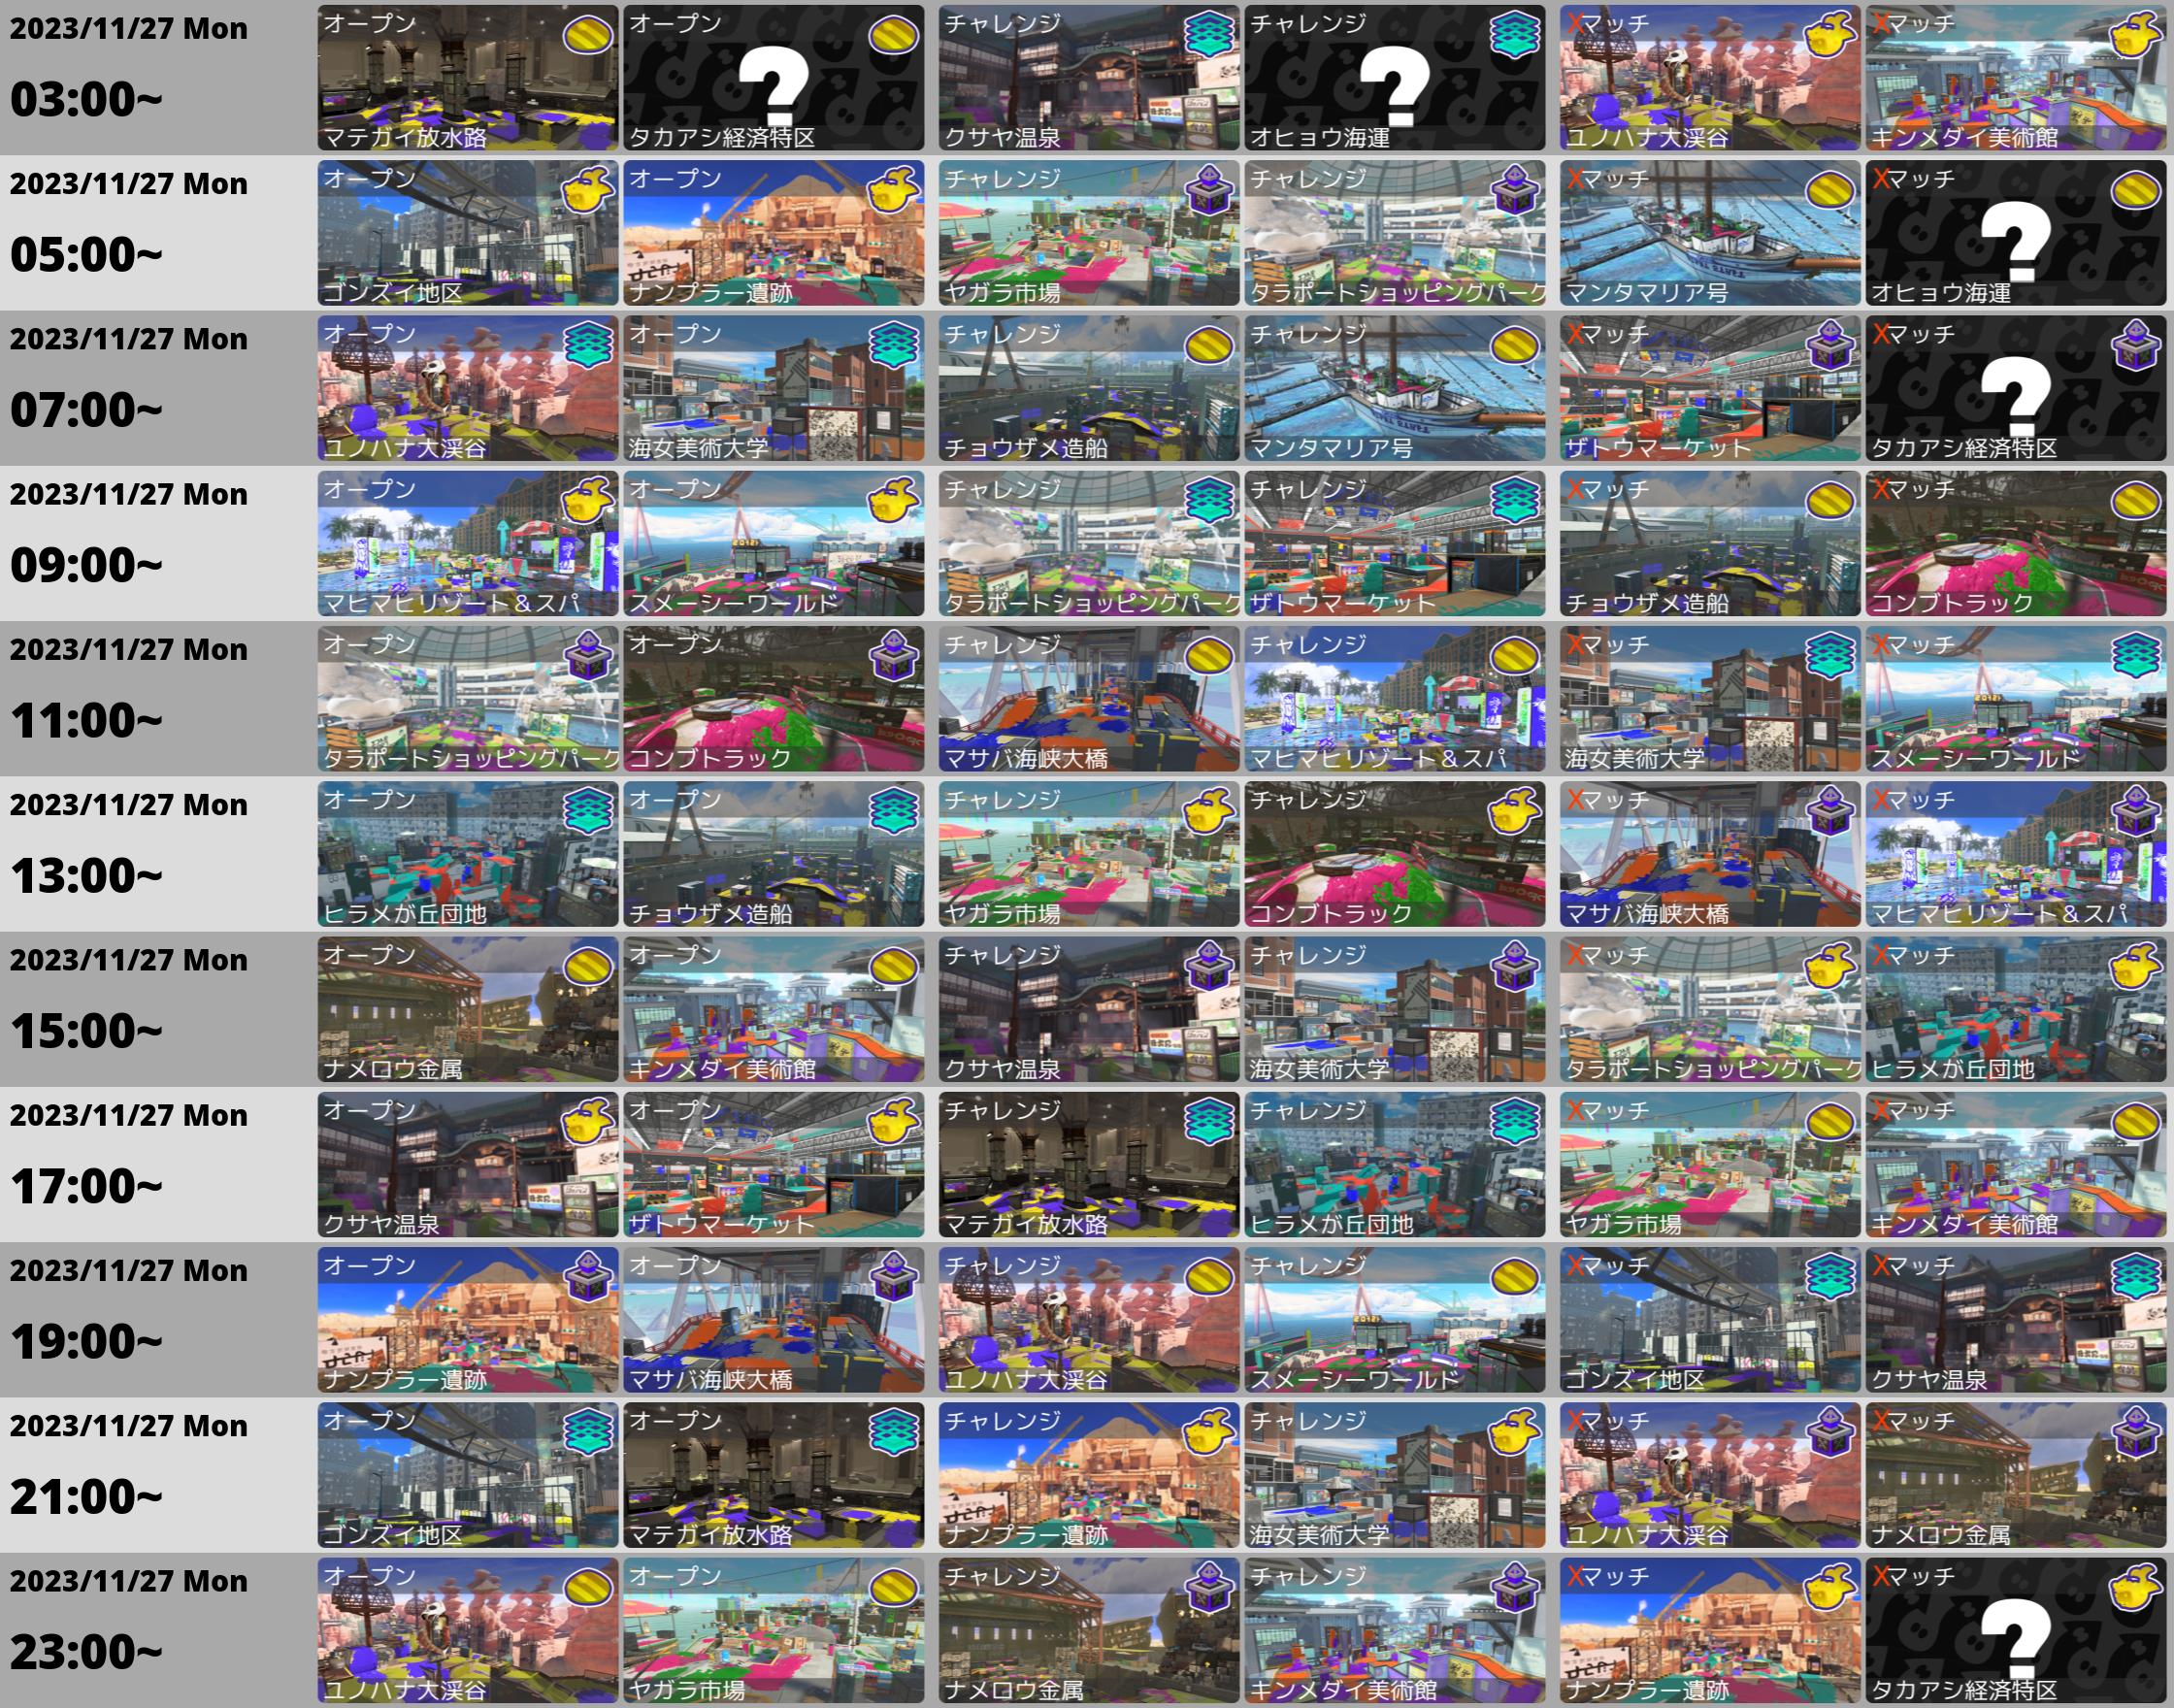 2023/11/27 Mon
03:00~
オープン
マテガイ放水路
オープン
?
タカアシ経済特区
チャレンジ
クサヤ温泉
チャレンジ
?
オヒョウ海運
Xマッチ
ユノハナ大渓谷
Xマッチ
キンメダイ美術館
2023/11/27 Mon
05:00~
オープン
ゴンズイ地区
オープン
ナンプラー遺跡
チャレンジ
ヤガラ市場
チャレンジ
タラポートショッピングパーク
Xマッチ
マンタマリア号
Xマッチ
?
オヒョウ海運
2023/11/27 Mon
07:00~
オープン
ユノハナ大渓谷
オープン
海女美術大学
チャレンジ
チョウザメ造船
チャレンジ
マンタマリア号
Xマッチ
ザトウマーケット
Xマッチ
?
タカアシ経済特区
2023/11/27 Mon
09:00~
オープン
マヒマヒリゾート&スパ
オープン
スメーシーワールド
チャレンジ
タラポートショッピングパーク
チャレンジ
ザトウマーケット
Xマッチ
チョウザメ造船
Xマッチ
コンブトラック
2023/11/27 Mon
11:00~
オープン
タラポートショッピングパーク
オープン
コンブトラック
チャレンジ
マサバ海峡大橋
チャレンジ
マヒマヒリゾート&スパ
Xマッチ
海女美術大学
Xマッチ
スメーシーワールド
2023/11/27 Mon
13:00~
オープン
ヒラメが丘団地
オープン
チョウザメ造船
チャレンジ
ヤガラ市場
チャレンジ
コンブトラック
Xマッチ
マサバ海峡大橋
Xマッチ
マヒマヒリゾート&スパ
2023/11/27 Mon
15:00~
オープン
ナメロウ金属
オープン
キンメダイ美術館
チャレンジ
クサヤ温泉
チャレンジ
海女美術大学
Xマッチ
タラポートショッピングパーク
Xマッチ
ヒラメが丘団地
2023/11/27 Mon
17:00~
オープン
クサヤ温泉
オープン
ザトウマーケット
チャレンジ
マテガイ放水路
チャレンジ
ヒラメが丘団地
Xマッチ
ヤガラ市場
Xマッチ
キンメダイ美術館
2023/11/27 Mon
19:00~
オープン
ナンプラー遺跡
オープン
マサバ海峡大橋
チャレンジ
ユノハナ大渓谷
チャレンジ
スメーシーワールド
Xマッチ
ゴンズイ地区
Xマッチ
クサヤ温泉
2023/11/27 Mon
21:00~
オープン
ゴンズイ地区
オープン
マテガイ放水路
チャレンジ
ナンプラー遺跡
チャレンジ
海女美術大学
Xマッチ
ユノハナ大渓谷
Xマッチ
ナメロウ金属
2023/11/27 Mon
23:00~
オープン
ユノハナ大渓谷
オープン
ヤガラ市場
チャレンジ
ナメロウ金属
チャレンジ
キンメダイ美術館
Xマッチ
ナンプラー遺跡
Xマッチ
?
タカアシ経済特区